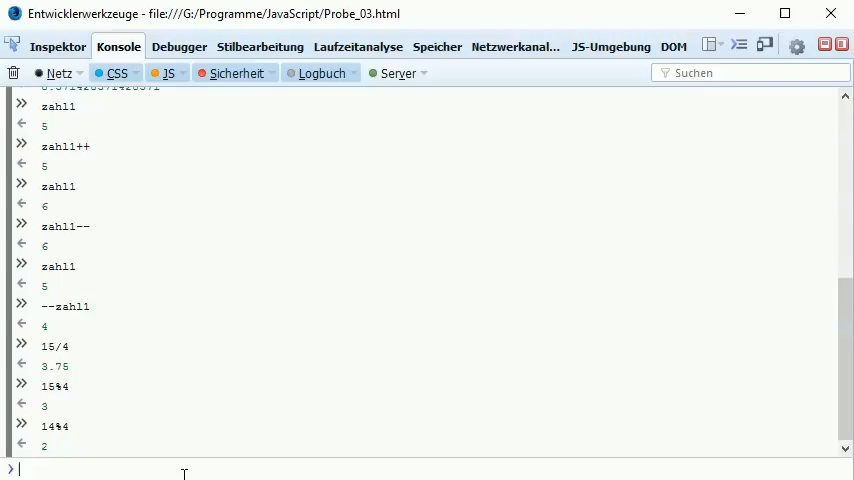 Entwicklerwerkzeuge - file:///G:/Programme/JavaScript/Probe_03.html
Inspektor Konsole Debugger Stilbearbeitung Laufzeitanalyse Speicher Netzwerkanal... JS-Umgebung DOM
Netz CSS JS Sicherheit Logbuch Server Suchen
zahl1
5
zahl1++
5
zahl1
6
zahl1--
6
zahl1
5
--zahl1
4
15/4
3.75
15%4
3
14%4
2